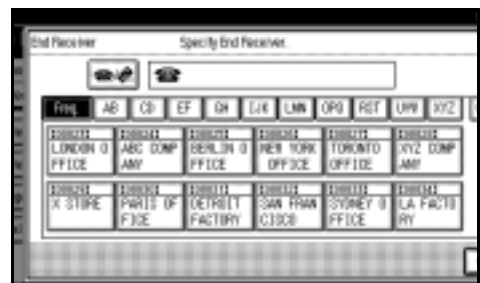 End Receiver Specify End Receiver.
Freq. AB CD EF GH IJK LMN OPQ RST UVW XYZ
LONDON O ABC COMP BERLIN O NEW YORK TORONTO XYZ COMP
FFICE ANY FFICE OFFICE OFFICE ANY
X STORE PARIS OF DETROIT SAN FRAN SYDNEY O LA FACTO
FICE FACTORY CISCO FFICE RY